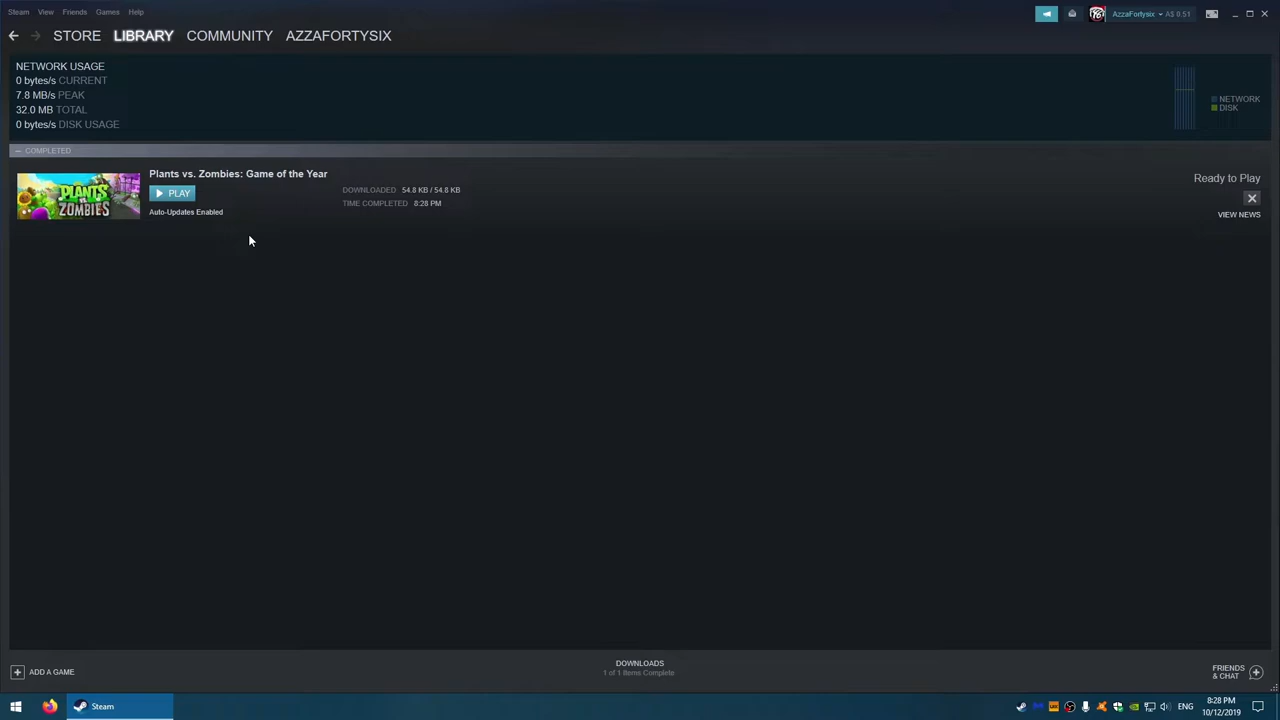 Steam View Friends Games Help
AzzaFortysix A$ 0.51
STORE LIBRARY COMMUNITY AZZAFORTYSIX
NETWORK USAGE
0 bytes/s CURRENT
7.8 MB/s PEAK
32.0 MB TOTAL
0 bytes/s DISK USAGE
NETWORK
DISK
COMPLETED
PLANTS VS. ZOMBIES
Plants vs. Zombies: Game of the Year
PLAY
Auto-Updates Enabled
DOWNLOADED 54.8 KB / 54.8 KB
TIME COMPLETED 8:28 PM
Ready to Play
VIEW NEWS
ADD A GAME
DOWNLOADS
1 of 1 Items Complete
FRIENDS
& CHAT
Steam
ENG
8:28 PM
10/12/2019